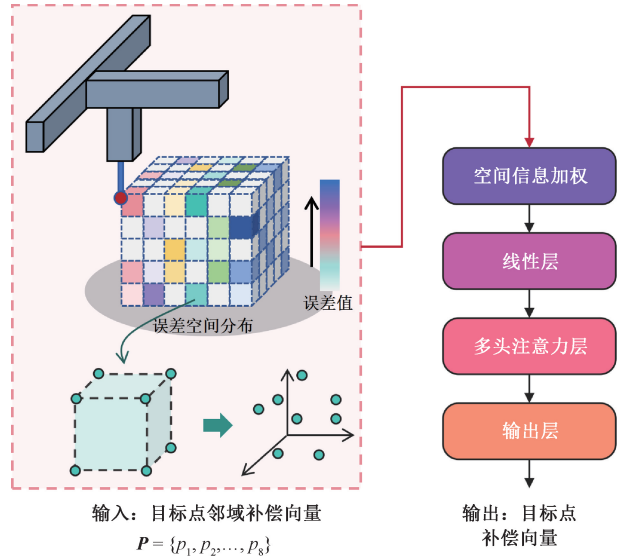 空间信息加权
线性层
多头注意力层
输出层
误差值
误差空间分布
输入：目标点邻域补偿向量
P = {p₁, p₂,…, p₈}
输出：目标点
补偿向量